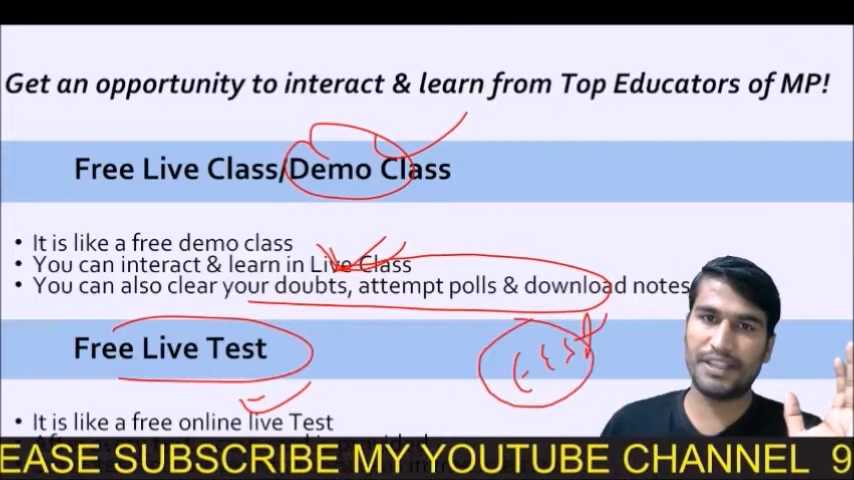 Get an opportunity to interact & learn from Top Educators of MP!
Free Live Class/Demo Class
• It is like a free demo class
• You can interact & learn in Live Class
• You can also clear your doubts, attempt polls & download notes
Free Live Test
• It is like a free online live Test
EASE SUBSCRIBE MY YOUTUBE CHANNEL 9